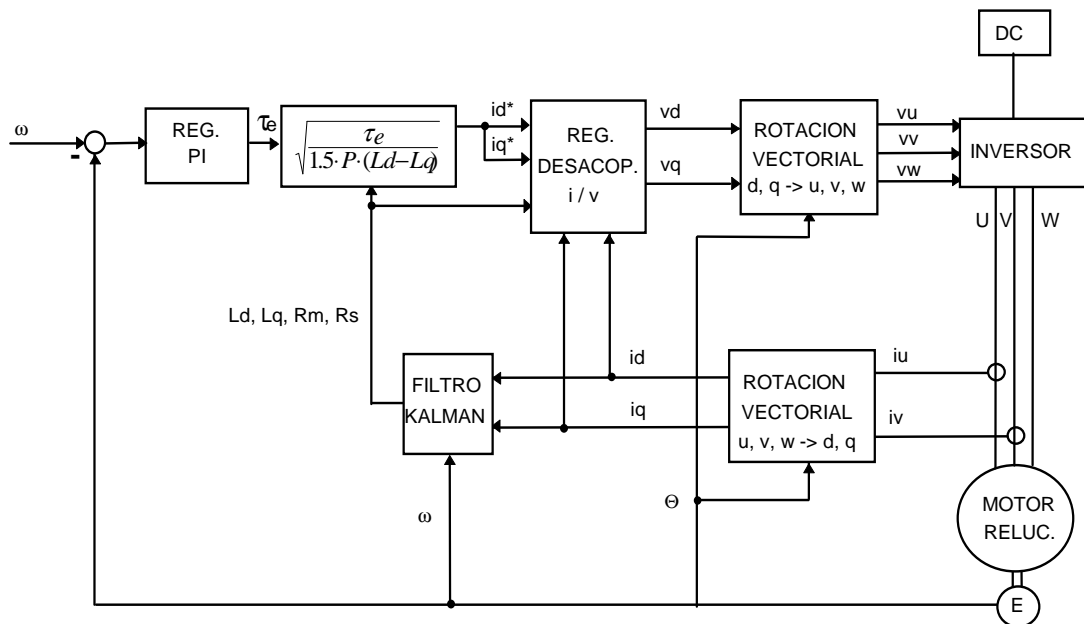 DC
ω
-
REG.
PI
τe
√(τe / 1.5·P·(Ld−Lq))
id*
iq*
REG.
DESACOP.
i / v
vd
vq
ROTACION
VECTORIAL
d, q -> u, v, w
vu
vv
vw
INVERSOR
U
V
W
Ld, Lq, Rm, Rs
FILTRO
KALMAN
id
iq
ROTACION
VECTORIAL
u, v, w -> d, q
iu
iv
ω
Θ
MOTOR
RELUC.
E